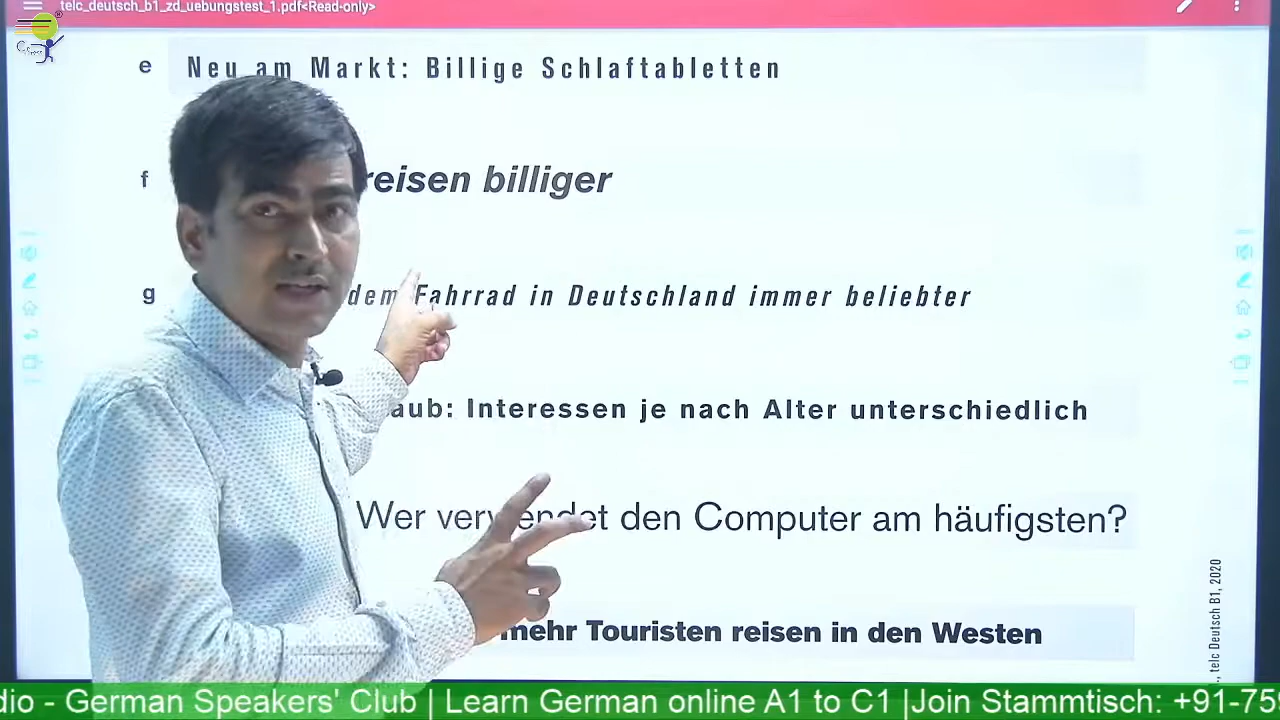 telc_deutsch_b1_zd_uebungstest_1.pdf<Read-only>
e Neu am Markt: Billige Schlaftabletten
f reisen billiger
g dem Fahrrad in Deutschland immer beliebter
aub: Interessen je nach Alter unterschiedlich
Wer verwendet den Computer am häufigsten?
mehr Touristen reisen in den Westen
telc Deutsch B1, 2020
dio - German Speakers' Club | Learn German online A1 to C1 |Join Stammtisch: +91-75